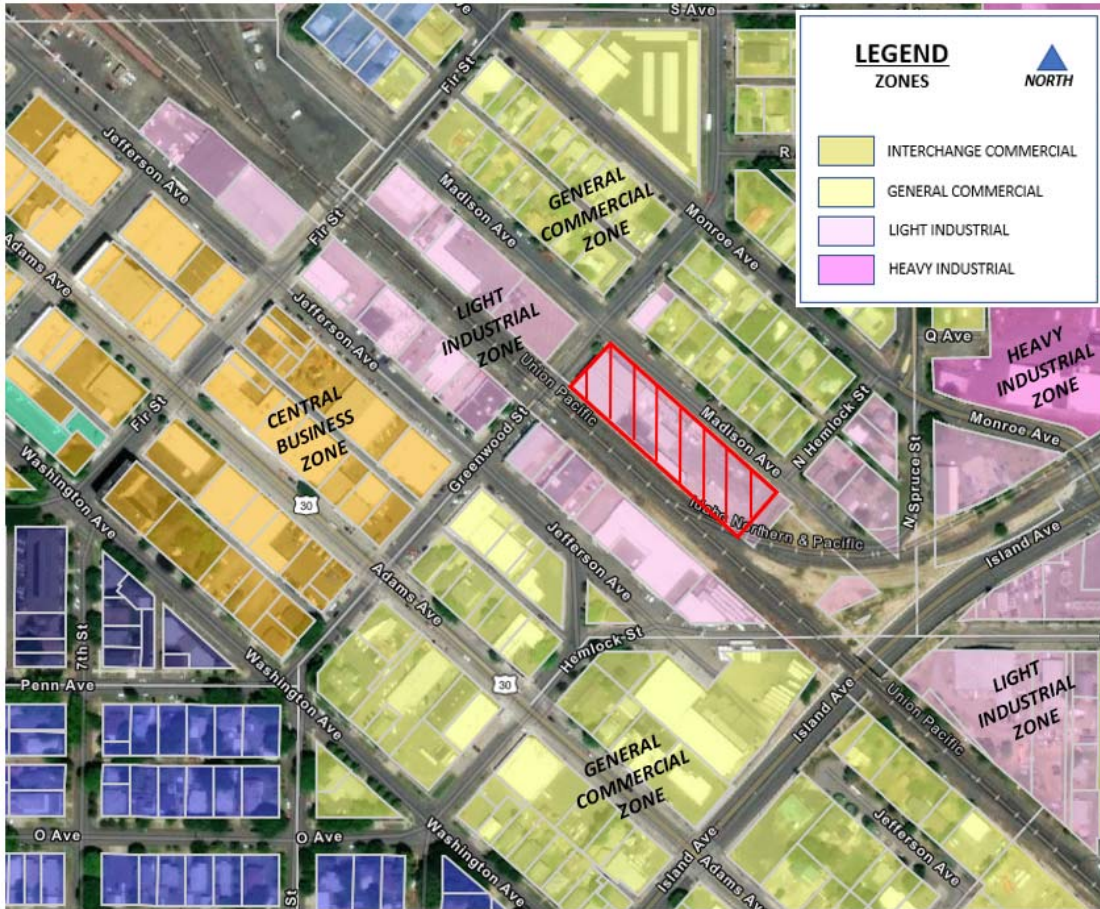 S Ave
Ave
LEGEND
ZONES
NORTH
INTERCHANGE COMMERCIAL
GENERAL COMMERCIAL
LIGHT INDUSTRIAL
HEAVY INDUSTRIAL
Fir St
Jefferson Ave
R
Madison Ave
GENERAL
COMMERCIAL
ZONE
Monroe Ave
Fir St
Adams Ave
Jefferson Ave
LIGHT
INDUSTRIAL
ZONE
Union Pacific
Q Ave
HEAVY
INDUSTRIAL
ZONE
Monroe Ave
Madison Ave
N Hemlock St
N Spruce St
Fir St
CENTRAL
BUSINESS
ZONE
Greenwood St
Washington Ave
30
Idaho Northern & Pacific
Island Ave
Jefferson Ave
Adams Ave
7th St
Hemlock St
Penn Ave
Washington Ave
30
Island Ave
Union Pacific
LIGHT
INDUSTRIAL
ZONE
GENERAL
COMMERCIAL
ZONE
O Ave
O Ave
Washington Ave
Jefferson Ave
Island Ave
Adams Ave
St